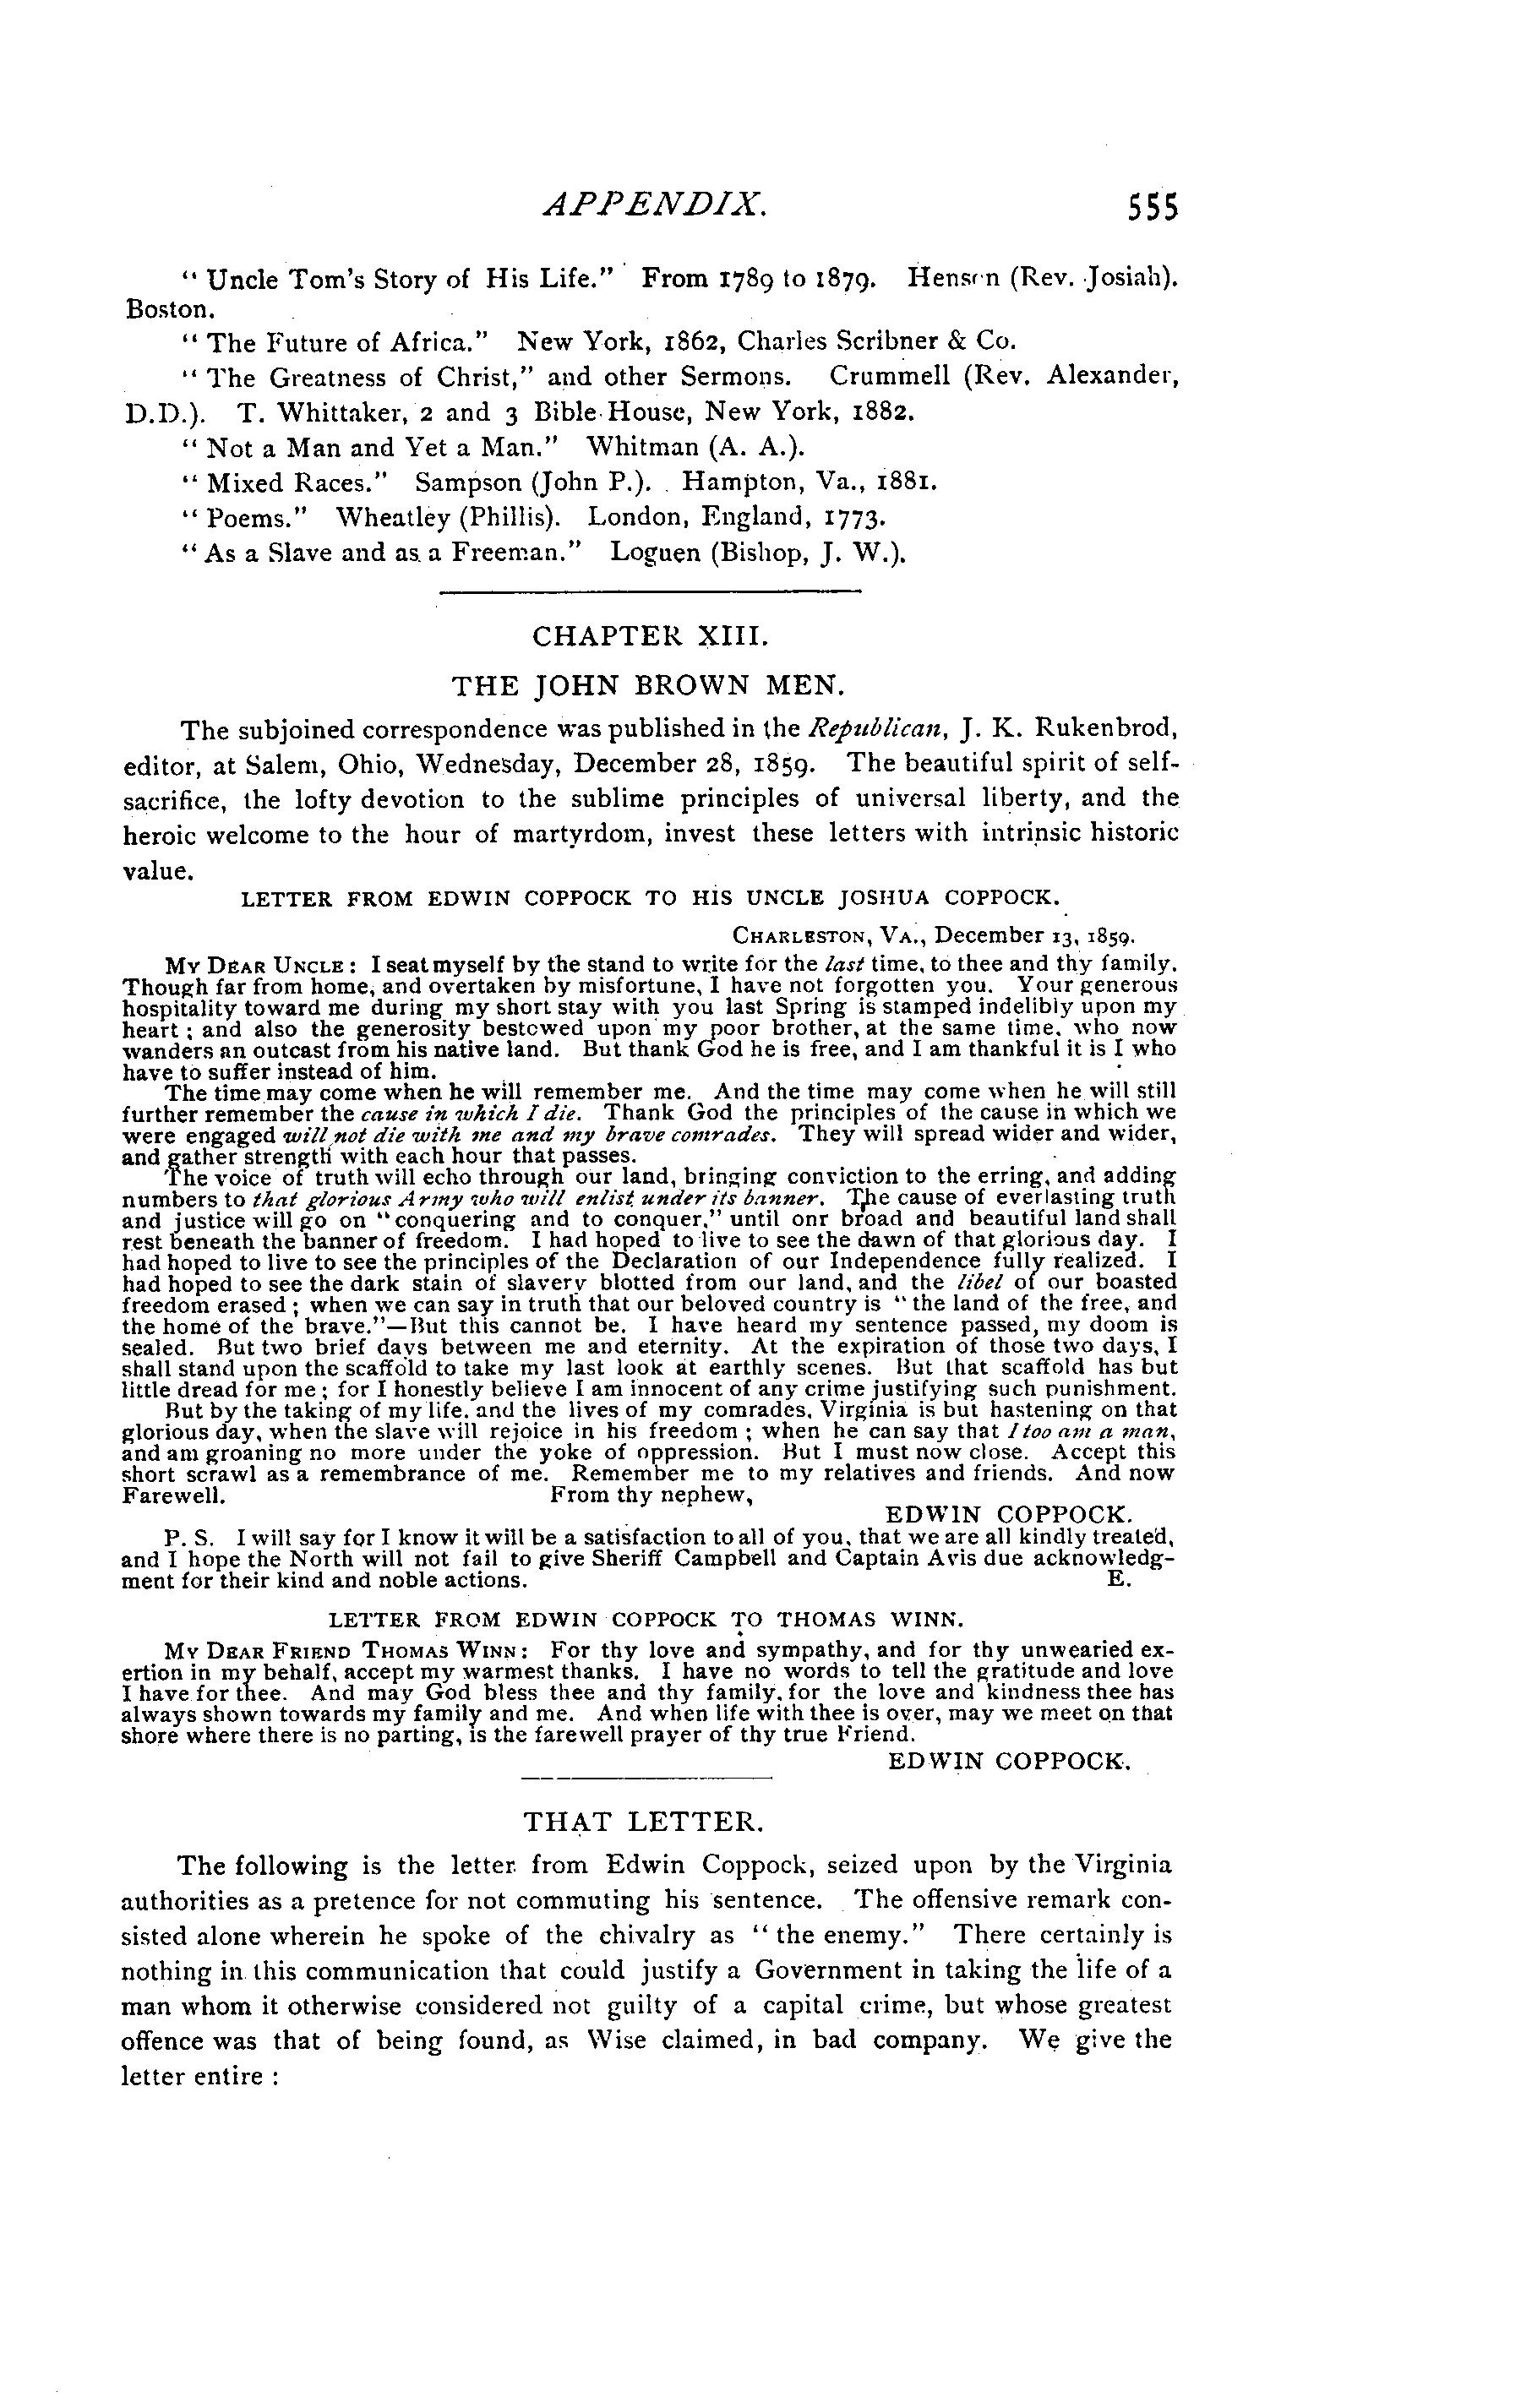 APPENDIX. 555
“ Uncle Tom's Story of His Life.” From 1789 to 1879. Henson (Rev. Josiah).
Boston.
“ The Future of Africa.” New York, 1862, Charles Scribner & Co.
“ The Greatness of Christ,” and other Sermons. Crummell (Rev. Alexander,
D.D.). T. Whittaker, 2 and 3 Bible House, New York, 1882.
“ Not a Man and Yet a Man.” Whitman (A. A.).
“ Mixed Races.” Sampson (John P.). Hampton, Va., 1881.
“ Poems.” Wheatley (Phillis). London, England, 1773.
“ As a Slave and as a Freeman.” Loguen (Bishop, J. W.).
CHAPTER XIII.
THE JOHN BROWN MEN.
The subjoined correspondence was published in the Republican, J. K. Rukenbrod,
editor, at Salem, Ohio, Wednesday, December 28, 1859. The beautiful spirit of self-
sacrifice, the lofty devotion to the sublime principles of universal liberty, and the
heroic welcome to the hour of martyrdom, invest these letters with intrinsic historic
value.
LETTER FROM EDWIN COPPOCK TO HIS UNCLE JOSHUA COPPOCK.
CHARLESTON, VA., December 13, 1859.
MY DEAR UNCLE : I seat myself by the stand to write for the last time, to thee and thy family.
Though far from home, and overtaken by misfortune, I have not forgotten you. Your generous
hospitality toward me during my short stay with you last Spring is stamped indelibly upon my
heart ; and also the generosity bestowed upon my poor brother, at the same time, who now
wanders an outcast from his native land. But thank God he is free, and I am thankful it is I who
have to suffer instead of him.
The time may come when he will remember me. And the time may come when he will still
further remember the cause in which I die. Thank God the principles of the cause in which we
were engaged will not die with me and my brave comrades. They will spread wider and wider,
and gather strength with each hour that passes.
The voice of truth will echo through our land, bringing conviction to the erring, and adding
numbers to that glorious Army who will enlist under its banner. The cause of everlasting truth
and justice will go on “conquering and to conquer,” until onr broad and beautiful land shall
rest beneath the banner of freedom. I had hoped to live to see the dawn of that glorious day. I
had hoped to live to see the principles of the Declaration of our Independence fully realized. I
had hoped to see the dark stain of slavery blotted from our land, and the libel of our boasted
freedom erased ; when we can say in truth that our beloved country is “ the land of the free, and
the home of the brave.”—But this cannot be. I have heard my sentence passed, my doom is
sealed. But two brief days between me and eternity. At the expiration of those two days, I
shall stand upon the scaffold to take my last look at earthly scenes. But that scaffold has but
little dread for me ; for I honestly believe I am innocent of any crime justifying such punishment.
But by the taking of my life, and the lives of my comrades, Virginia is but hastening on that
glorious day, when the slave will rejoice in his freedom ; when he can say that I too am a man,
and am groaning no more under the yoke of oppression. But I must now close. Accept this
short scrawl as a remembrance of me. Remember me to my relatives and friends. And now
Farewell. From thy nephew,
EDWIN COPPOCK.
P. S. I will say for I know it will be a satisfaction to all of you, that we are all kindly treated,
and I hope the North will not fail to give Sheriff Campbell and Captain Avis due acknowledg-
ment for their kind and noble actions. E.
LETTER FROM EDWIN COPPOCK TO THOMAS WINN.
MY DEAR FRIEND THOMAS WINN : For thy love and sympathy, and for thy unwearied ex-
ertion in my behalf, accept my warmest thanks. I have no words to tell the gratitude and love
I have for thee. And may God bless thee and thy family, for the love and kindness thee has
always shown towards my family and me. And when life with thee is over, may we meet on that
shore where there is no parting, is the farewell prayer of thy true Friend.
EDWIN COPPOCK.
THAT LETTER.
The following is the letter from Edwin Coppock, seized upon by the Virginia
authorities as a pretence for not commuting his sentence. The offensive remark con-
sisted alone wherein he spoke of the chivalry as “ the enemy.” There certainly is
nothing in this communication that could justify a Government in taking the life of a
man whom it otherwise considered not guilty of a capital crime, but whose greatest
offence was that of being found, as Wise claimed, in bad company. We give the
letter entire :